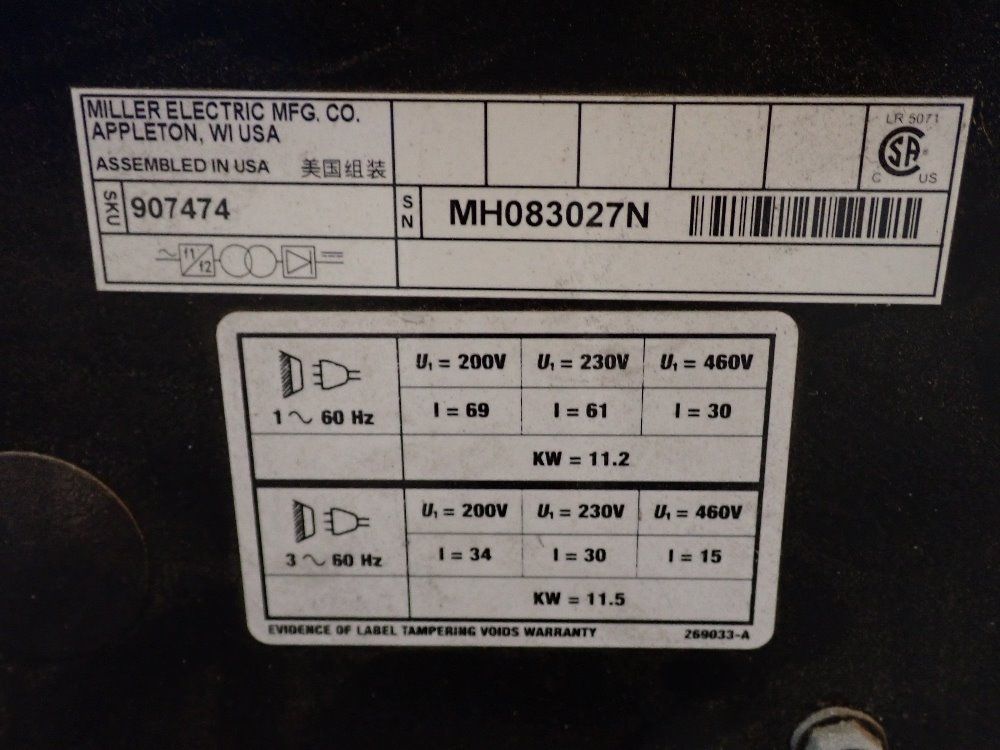 MILLER ELECTRIC MFG. CO.
APPLETON, WI USA
ASSEMBLED IN USA 美国组装
LR 5071
CSA®
C US
SKU 907474
SN MH083027N
~ f1/f2
1 ~ 60 Hz
U₁ = 200V U₁ = 230V U₁ = 460V
I = 69 I = 61 I = 30
KW = 11.2
3 ~ 60 Hz
U₁ = 200V U₁ = 230V U₁ = 460V
I = 34 I = 30 I = 15
KW = 11.5
EVIDENCE OF LABEL TAMPERING VOIDS WARRANTY 269033-A